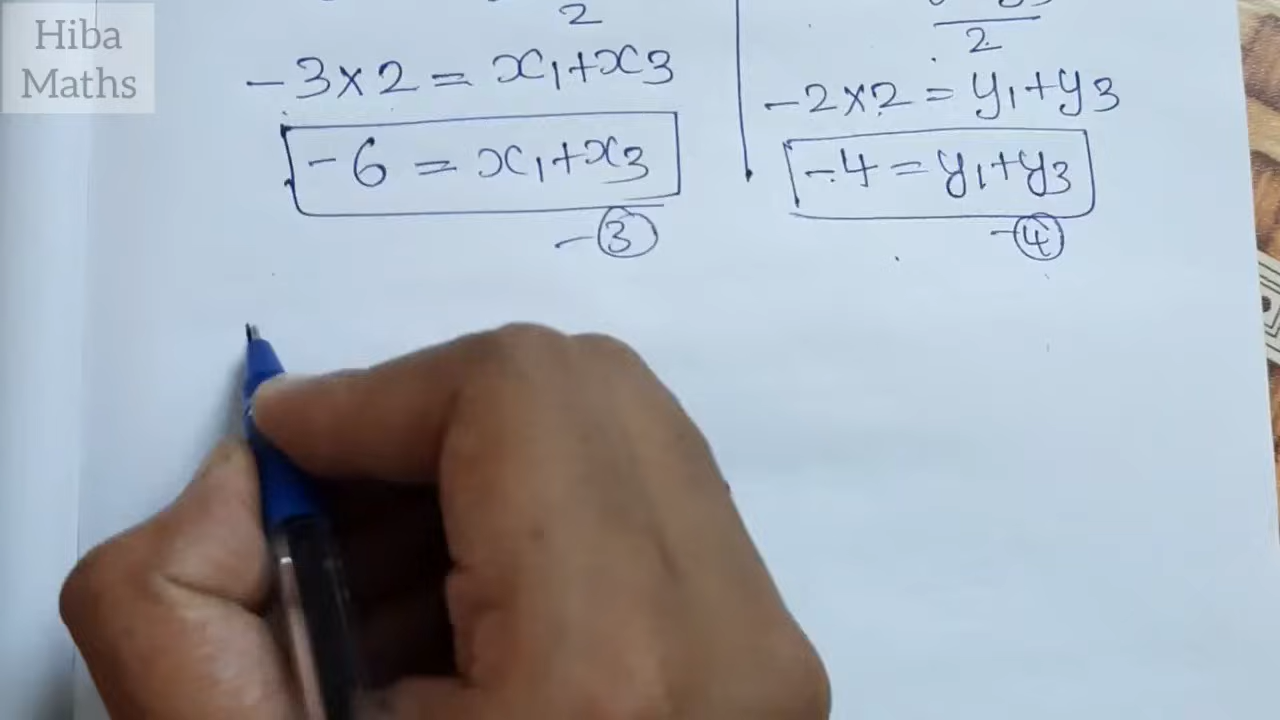 Hiba
Maths
2
-3×2 = x₁+x₃
-6 = x₁+x₃
-③
2
-2×2 = y₁+y₃
-4 = y₁+y₃
-④